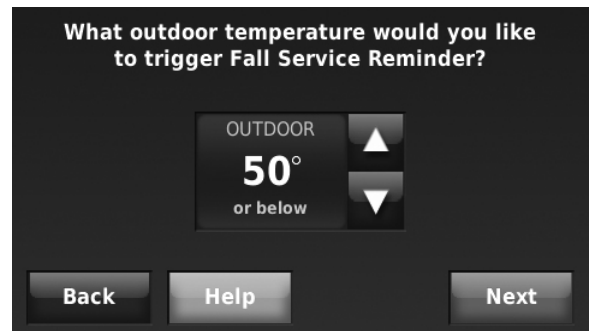 What outdoor temperature would you like
to trigger Fall Service Reminder?
OUTDOOR
50°
or below
Back Help Next